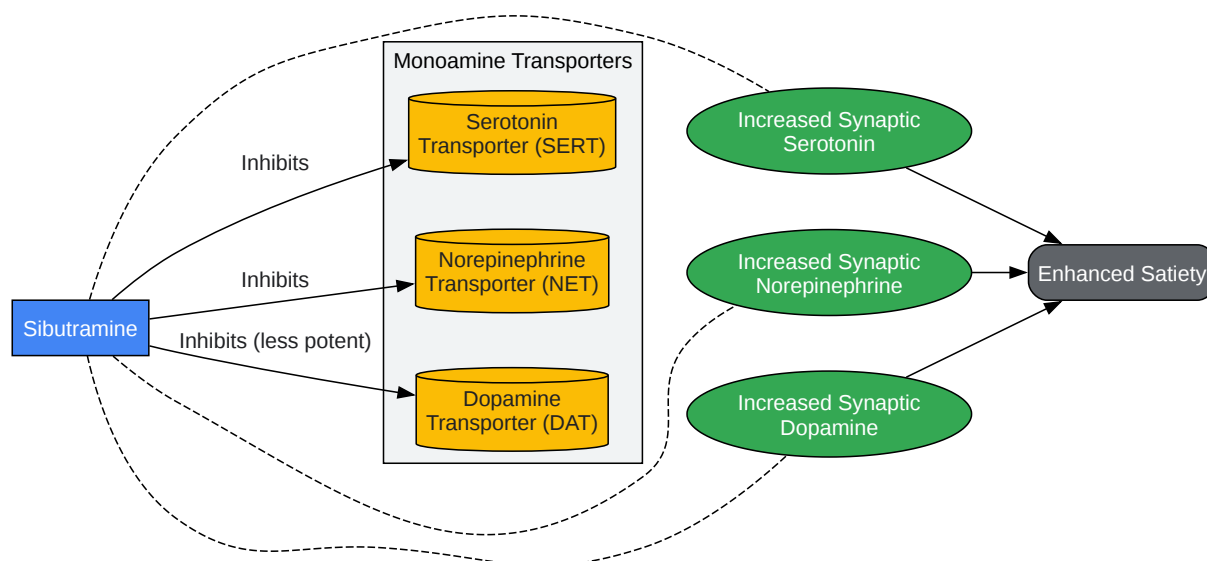 Monoamine Transporters
Serotonin
Transporter (SERT)
Increased Synaptic
Serotonin
Inhibits
Norepinephrine
Transporter (NET)
Increased Synaptic
Norepinephrine
Enhanced Satiety
Inhibits
Sibutramine
Inhibits (less potent)
Dopamine
Transporter (DAT)
Increased Synaptic
Dopamine